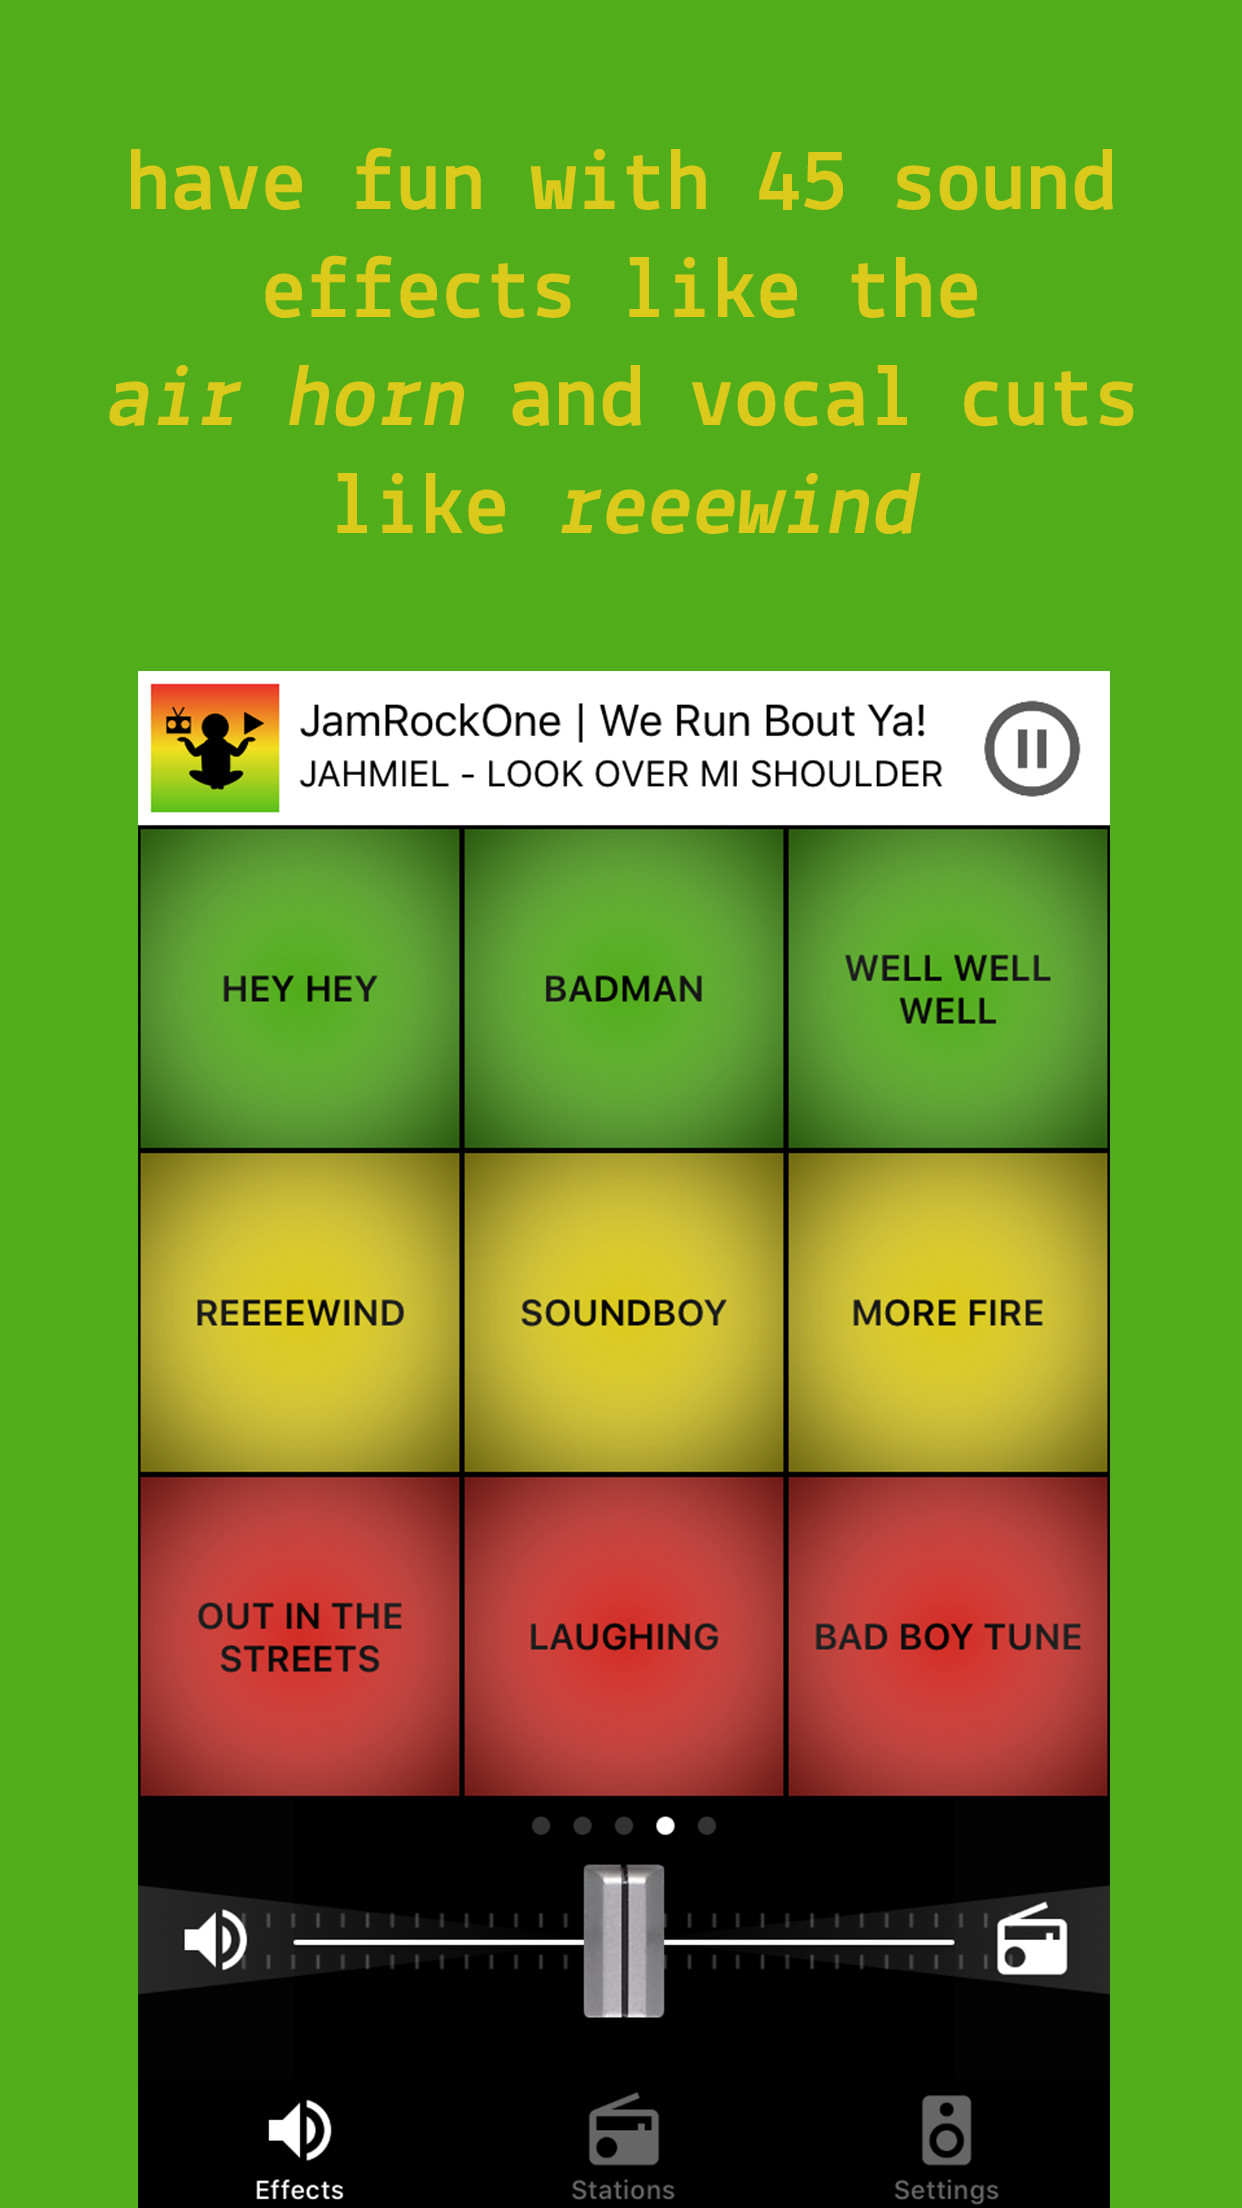 have fun with 45 sound
effects like the
air horn and vocal cuts
like reeewind
JamRockOne | We Run Bout Ya!
JAHMIEL - LOOK OVER MI SHOULDER
HEY HEY
BADMAN
WELL WELL
WELL
REEEEWIND
SOUNDBOY
MORE FIRE
OUT IN THE
STREETS
LAUGHING
BAD BOY TUNE
Effects
Stations
Settings